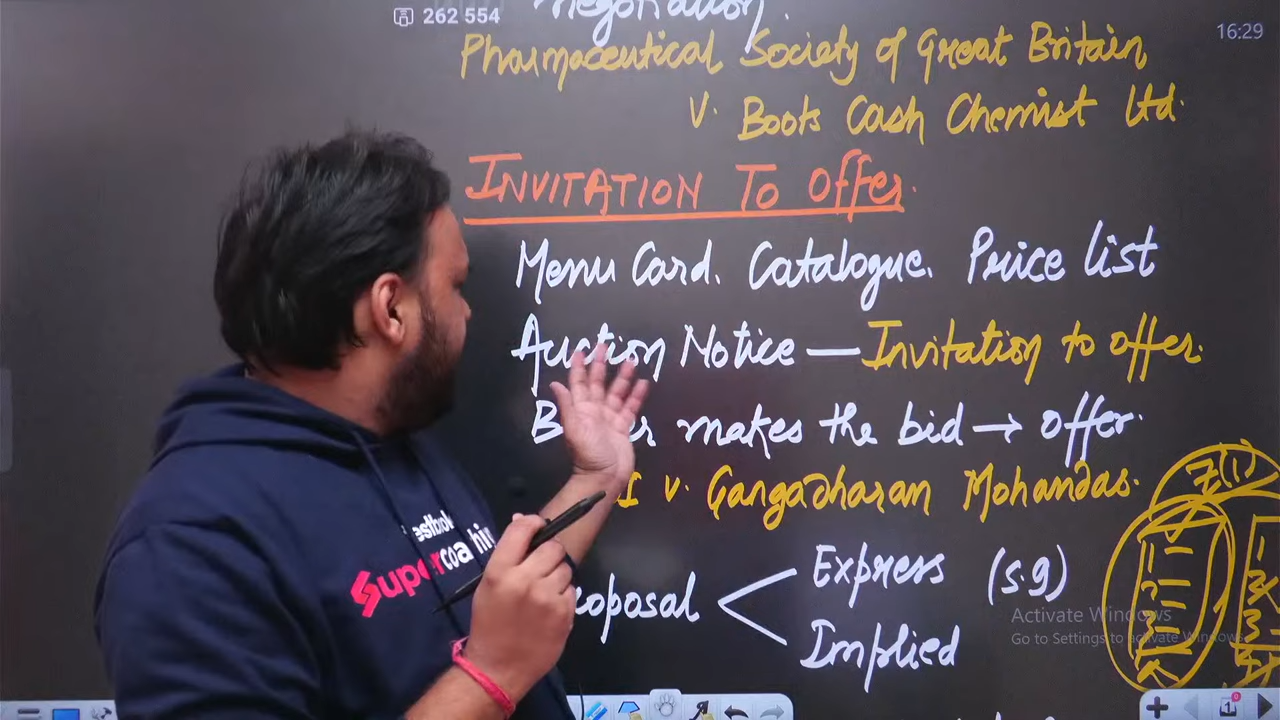 262 554
16:29
negotiation.
Pharmaceutical Society of Great Britain
V. Boots Cash Chemist Ltd.
INVITATION TO Offer.
Menu Card. Catalogue. Price list
Auction Notice — Invitation to offer.
makes the bid → offer.
v. Gangadharan Mohandas.
Express (S.9)
Implied
Supercoaching
Activate Windows
Go to Settings to activate Windows.